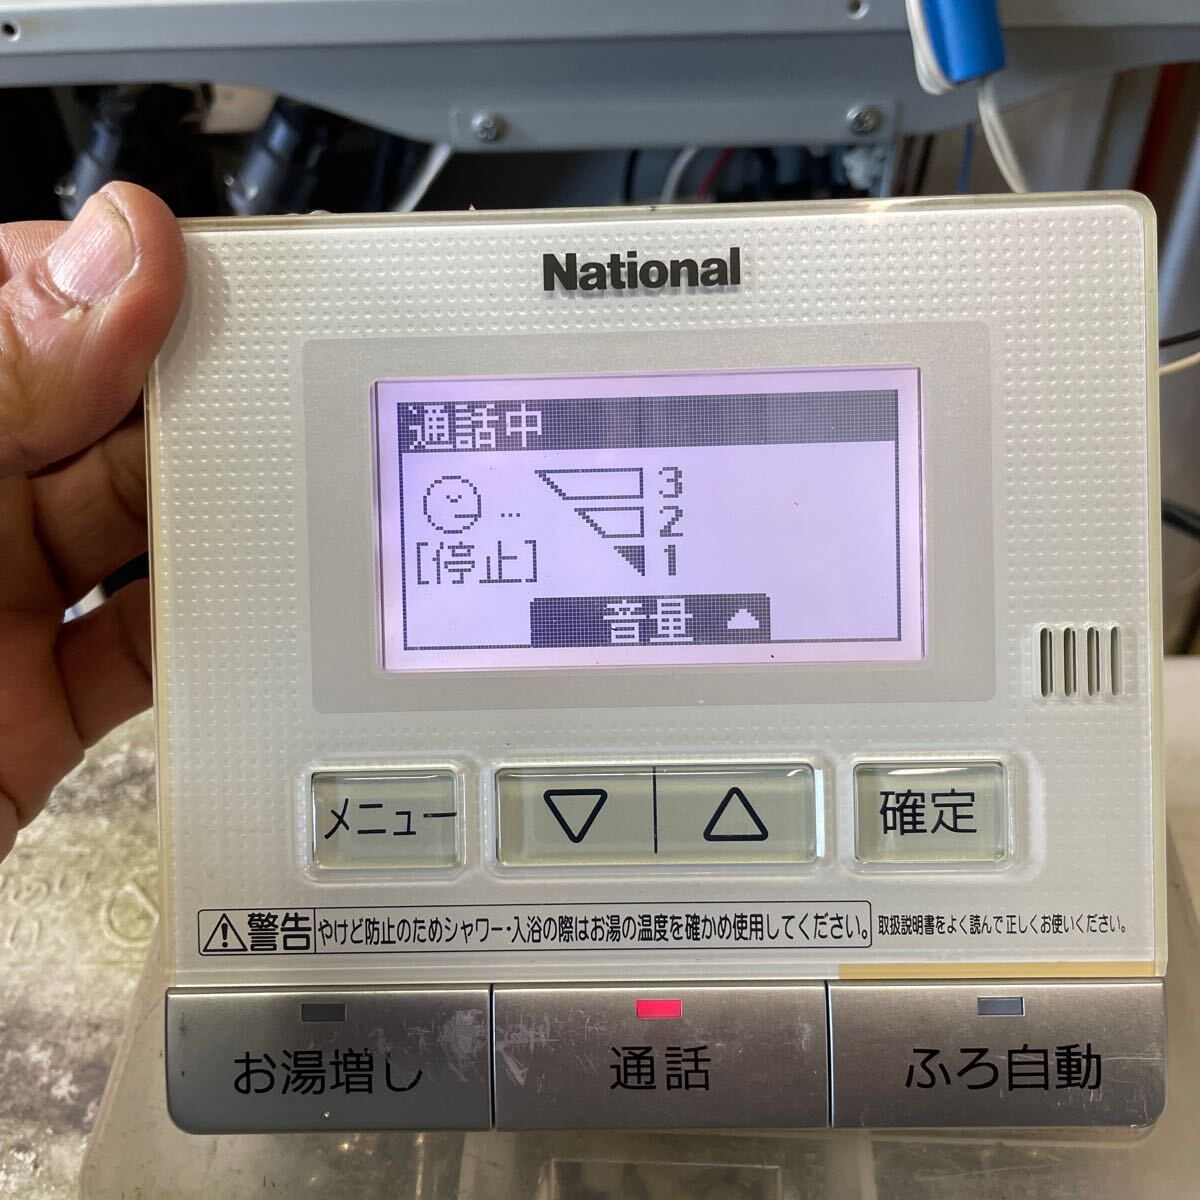 National
通話中
3
... 2
[停止] 1
音量 ▲
メニュー ▽ △ 確定
警告 やけど防止のためシャワー・入浴の際はお湯の温度を確かめ使用してください。 取扱説明書をよく読んで正しくお使いください。
お湯増し 通話 ふろ自動